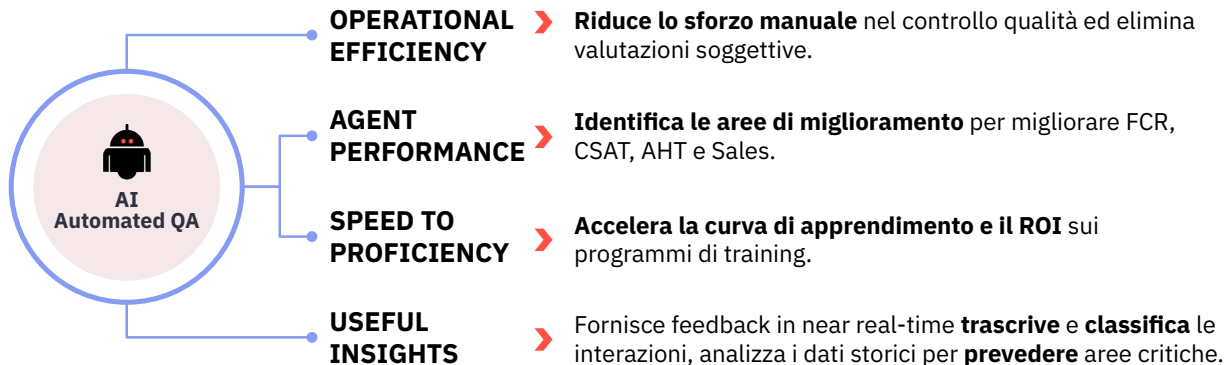 OPERATIONAL
EFFICIENCY
Riduce lo sforzo manuale nel controllo qualità ed elimina
valutazioni soggettive.
AGENT
PERFORMANCE
Identifica le aree di miglioramento per migliorare FCR,
CSAT, AHT e Sales.
AI
Automated QA
SPEED TO
PROFICIENCY
Accelera la curva di apprendimento e il ROI sui
programmi di training.
USEFUL
INSIGHTS
Fornisce feedback in near real-time trascrive e classifica le
interazioni, analizza i dati storici per prevedere aree critiche.